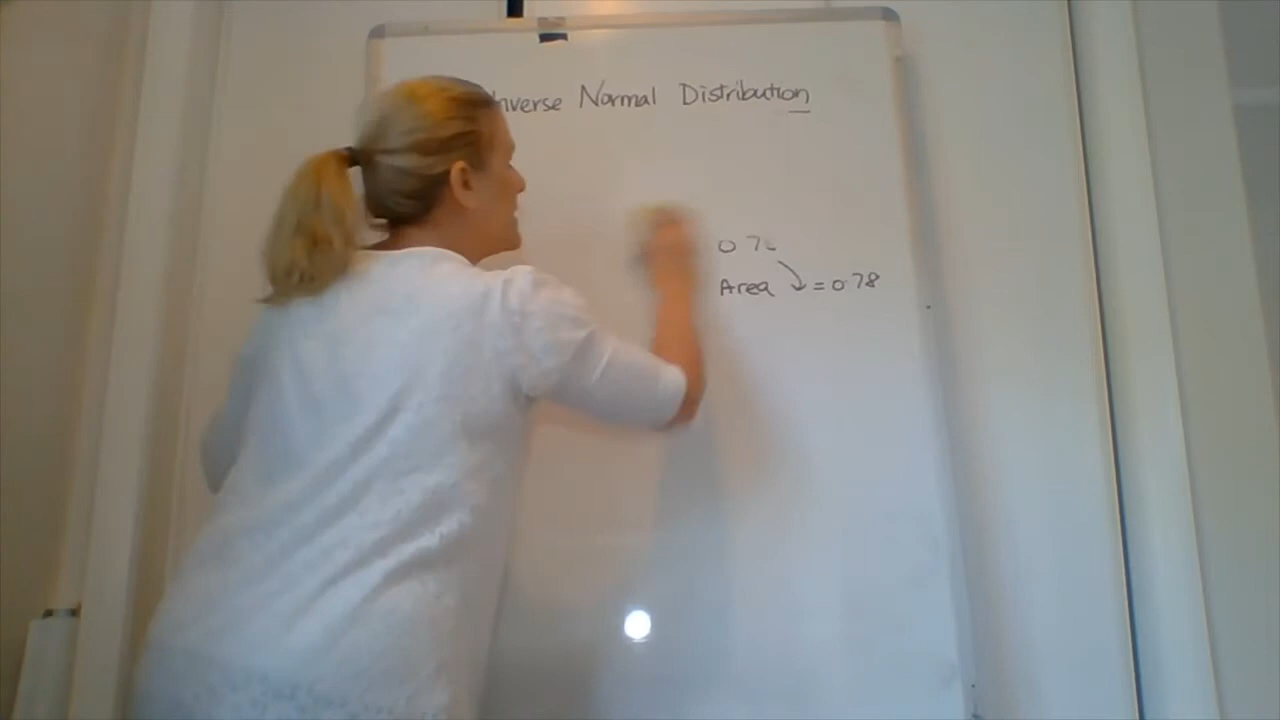 Inverse Normal Distribution
Area = 0.78